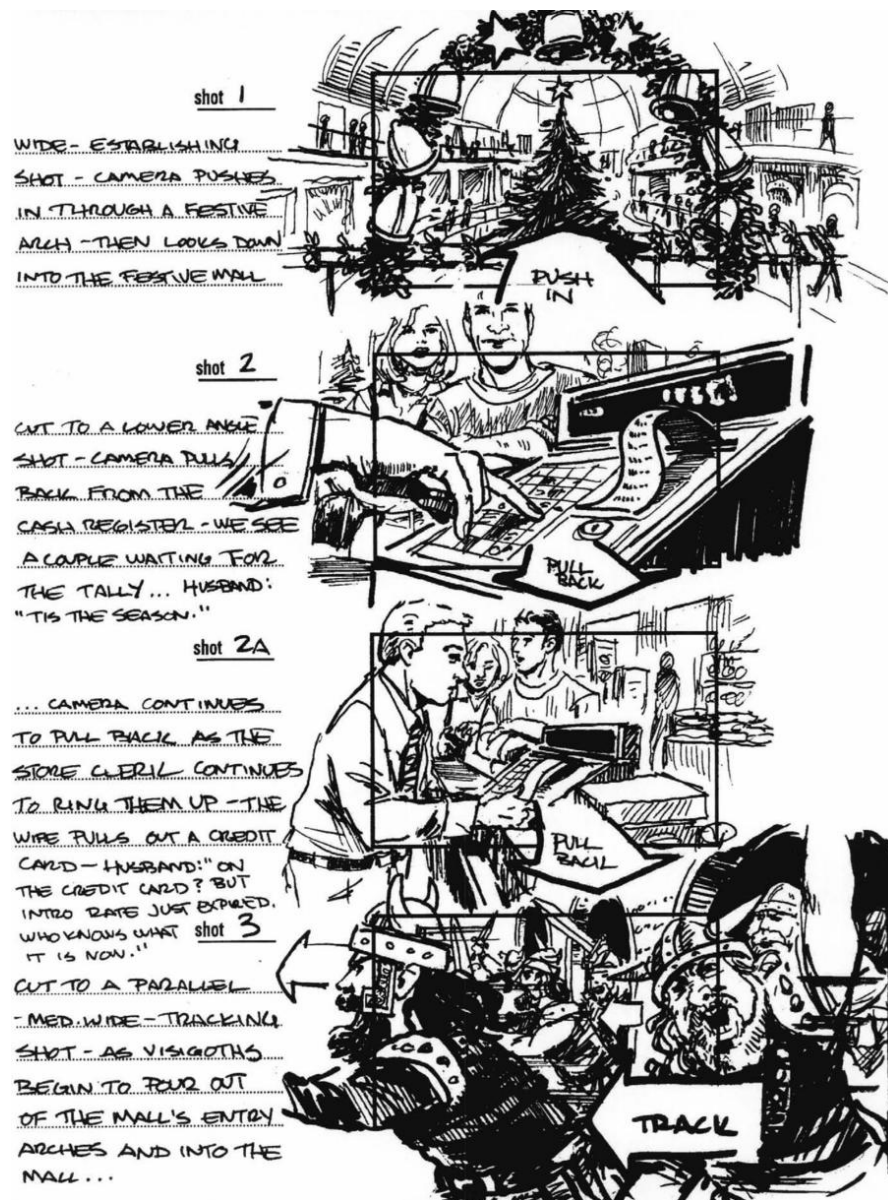 shot 1
WIDE - ESTABLISHING
SHOT - CAMERA PUSHES
IN THROUGH A FESTIVE
ARCH - THEN LOOKS DOWN
INTO THE FESTIVE MALL
PUSH
IN
shot 2
CUT TO A LOWER ANGLE
SHOT - CAMERA PULLS
BACK FROM THE
CASH REGISTER - WE SEE
A COUPLE WAITING FOR
THE TALLY... HUSBAND:
"TIS THE SEASON."
PULL
BACK
shot 2A
... CAMERA CONTINUES
TO PULL BACK AS THE
STORE CLERK CONTINUES
TO RING THEM UP - THE
WIFE PULLS OUT A CREDIT
CARD - HUSBAND: "ON
THE CREDIT CARD? BUT
INTRO RATE JUST EXPIRED.
WHO KNOWS WHAT
IT IS NOW."
PULL
BACK
shot 3
CUT TO A PARALLEL
- MED. WIDE - TRACKING
SHOT - AS VISIGOTHS
BEGIN TO POUR OUT
OF THE MALL'S ENTRY
ARCHES AND INTO THE
MALL...
TRACK